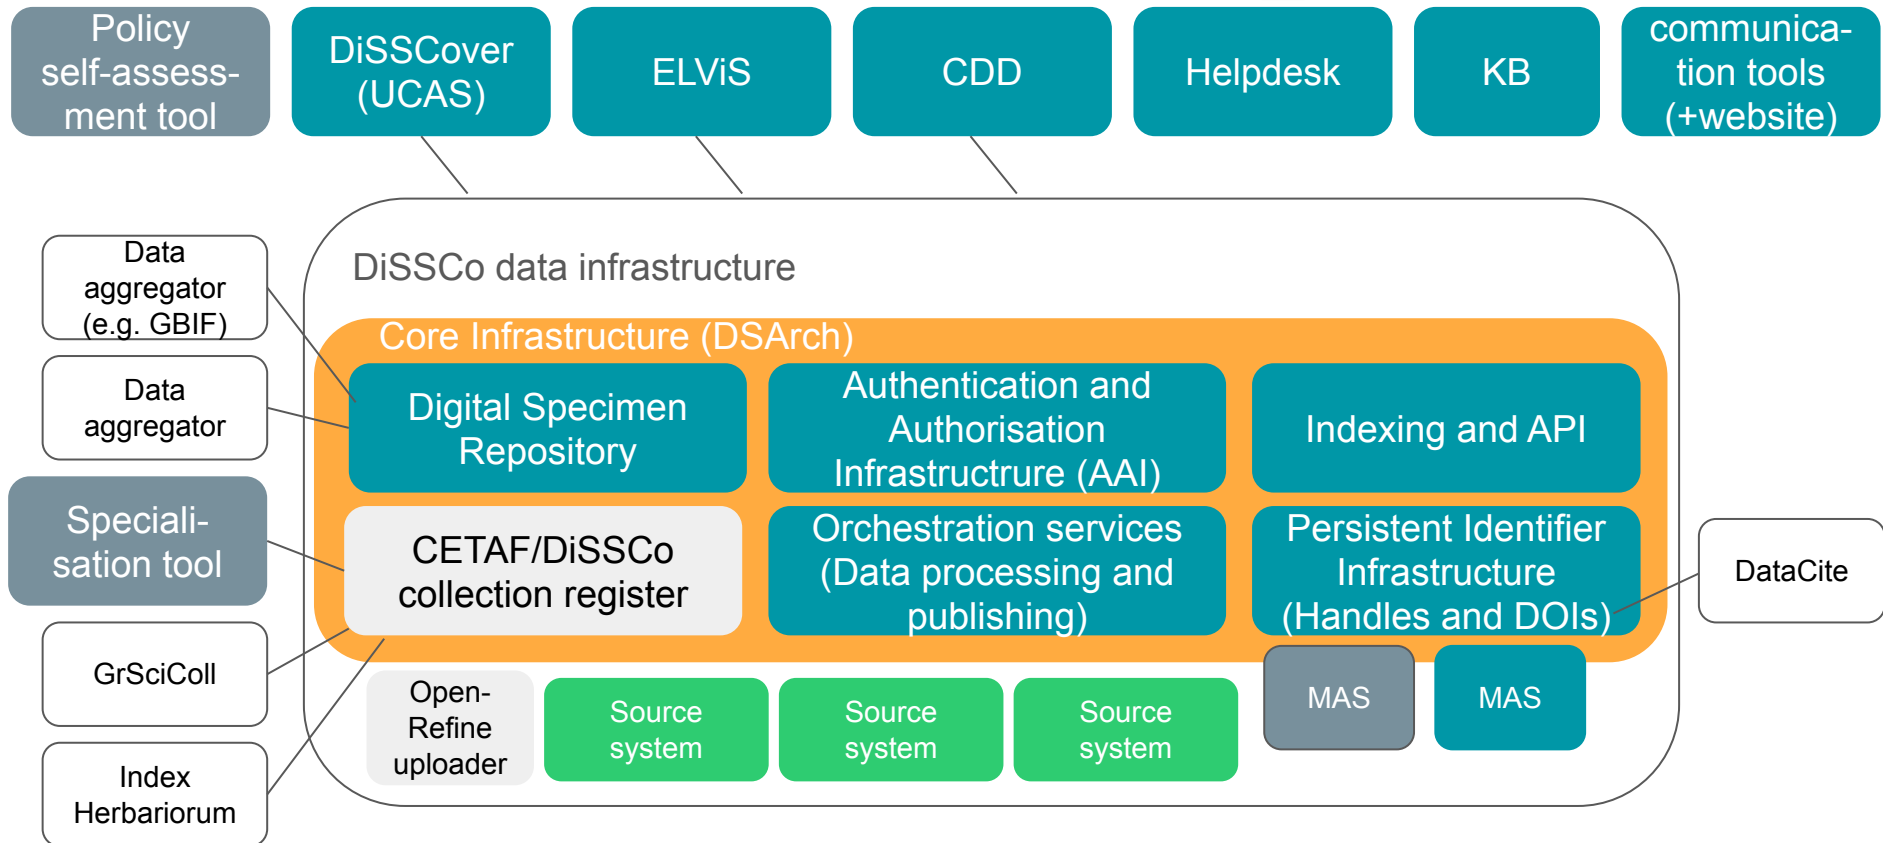 Policy
self-assess-
ment tool
DiSSCover
(UCAS)
ELViS
CDD
Helpdesk
KB
communica-
tion tools
(+website)
Data
aggregator
(e.g. GBIF)
Data
aggregator
Speciali-
sation tool
GrSciColl
Index
Herbariorum
DiSSCo data infrastructure
Core Infrastructure (DSArch)
Digital Specimen
Repository
Authentication and
Authorisation
Infrastructrure (AAI)
Indexing and API
CETAF/DiSSCo
collection register
Orchestration services
(Data processing and
publishing)
Persistent Identifier
Infrastructure
(Handles and DOIs)
DataCite
Open-
Refine
uploader
Source
system
Source
system
Source
system
MAS
MAS